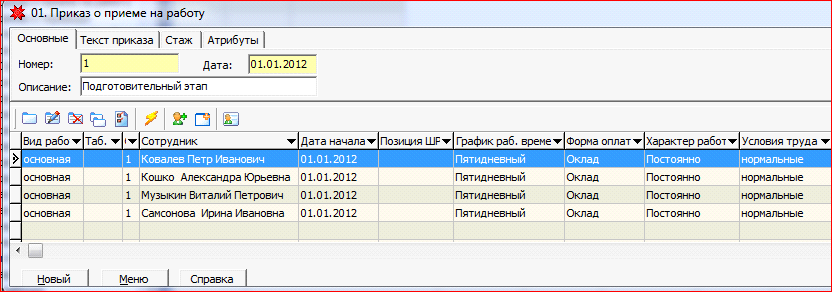 01. Приказ о приеме на работу
Основные Текст приказа Стаж Атрибуты
Номер: 1 Дата: 01.01.2012
Описание: Подготовительный этап
Вид рабо Таб. Сотрудник Дата начала Позиция ШР График раб. време Форма оплат Характер работ Условия труда
основная 1 Ковалев Петр Иванович 01.01.2012 Пятидневный Оклад Постоянно нормальные
основная 1 Кошко Александра Юрьевна 01.01.2012 Пятидневный Оклад Постоянно нормальные
основная 1 Музыкин Виталий Петрович 01.01.2012 Пятидневный Оклад Постоянно нормальные
основная 1 Самсонова Ирина Ивановна 01.01.2012 Пятидневный Оклад Постоянно нормальные
Новый Меню Справка